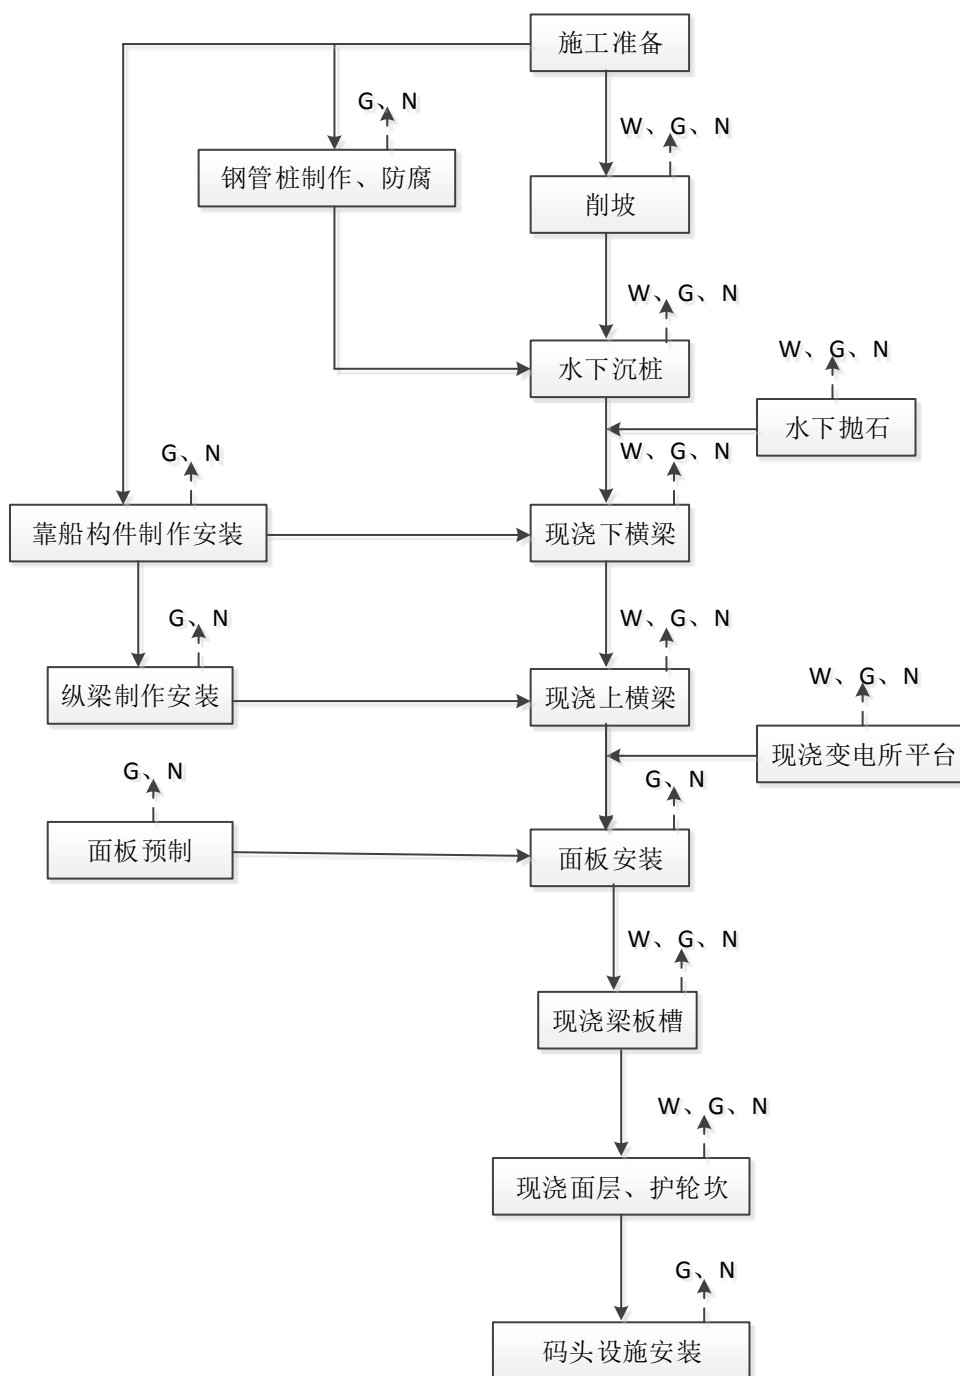 施工准备
G、N
W、G、N
钢管桩制作、防腐
削坡
W、G、N
W、G、N
水下沉桩
水下抛石
G、N
W、G、N
靠船构件制作安装
现浇下横梁
G、N
W、G、N
W、G、N
纵梁制作安装
现浇上横梁
现浇变电所平台
G、N
G、N
面板预制
面板安装
W、G、N
现浇梁板槽
W、G、N
现浇面层、护轮坎
G、N
码头设施安装